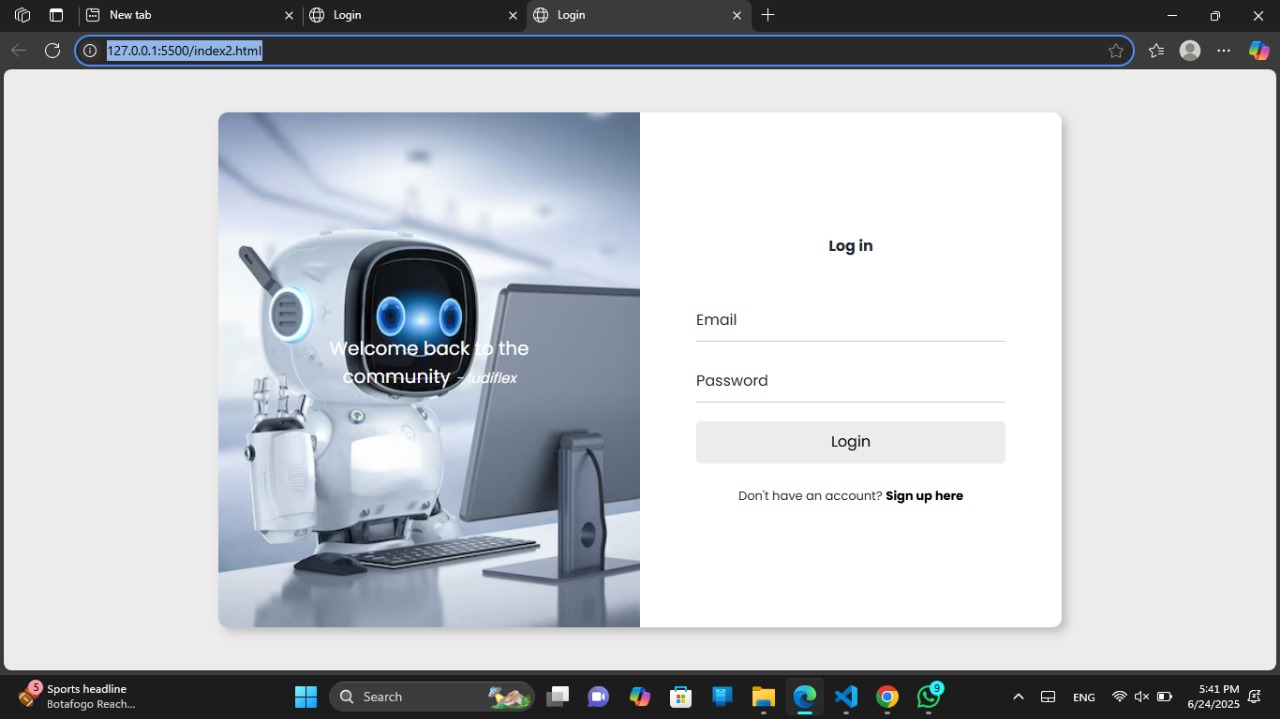 New tab
Login
Login
127.0.0.1:5500/index2.html
Welcome back to the
community - ludiflex
Log in
Email
Password
Login
Don't have an account? Sign up here
5
Sports headline
Botafogo Reach...
Search
9
ENG
5:41 PM
6/24/2025